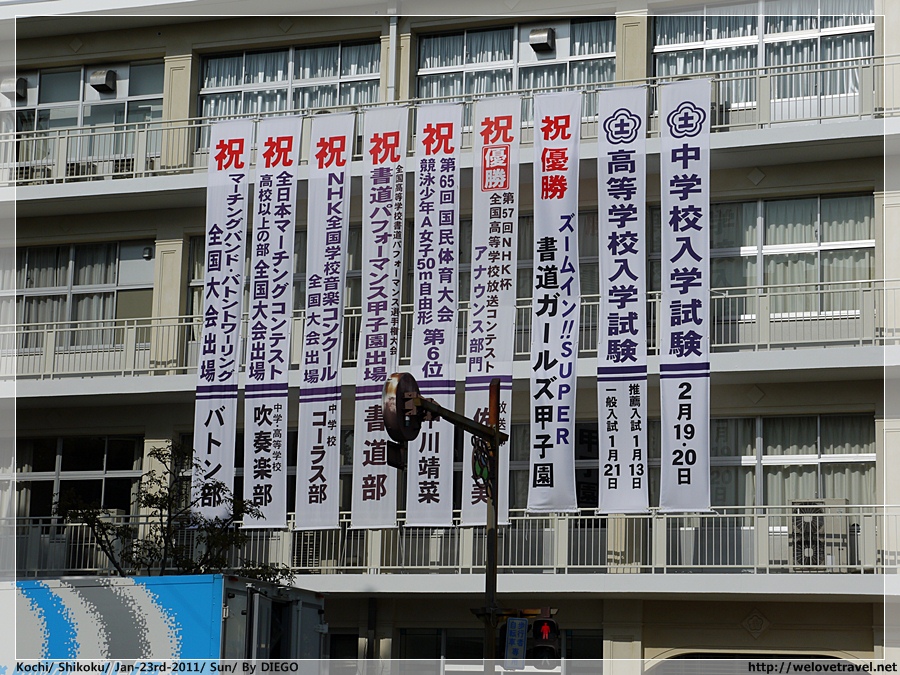 ㊏
中学校入学試験
2月19・20日
㊏
高等学校入学試験
推薦入試1月13日
一般入試1月21日
祝優勝
ズームイン!!SUPER
書道ガールズ甲子園
祝優勝
第57回NHK杯
全国高等学校放送コンテスト
アナウンス部門
放送
祝
第65回国民体育大会
競泳少年A女子50m自由形 第6位
川靖菜
祝
全国高等学校書道パフォーマンス選手権大会
書道パフォーマンス甲子園出場
書道部
祝
NHK全国学校音楽コンクール
全国大会出場
中学校
コーラス部
祝
全日本マーチングコンテスト
高校以上の部 全国大会出場
中学・高等学校
吹奏楽部
祝
マーチングバンド・バトントワーリング
全国大会出場
バトン部
Kochi/ Shikoku/ Jan-23rd-2011/ Sun/ By DIEGO
http://welovetravel.net